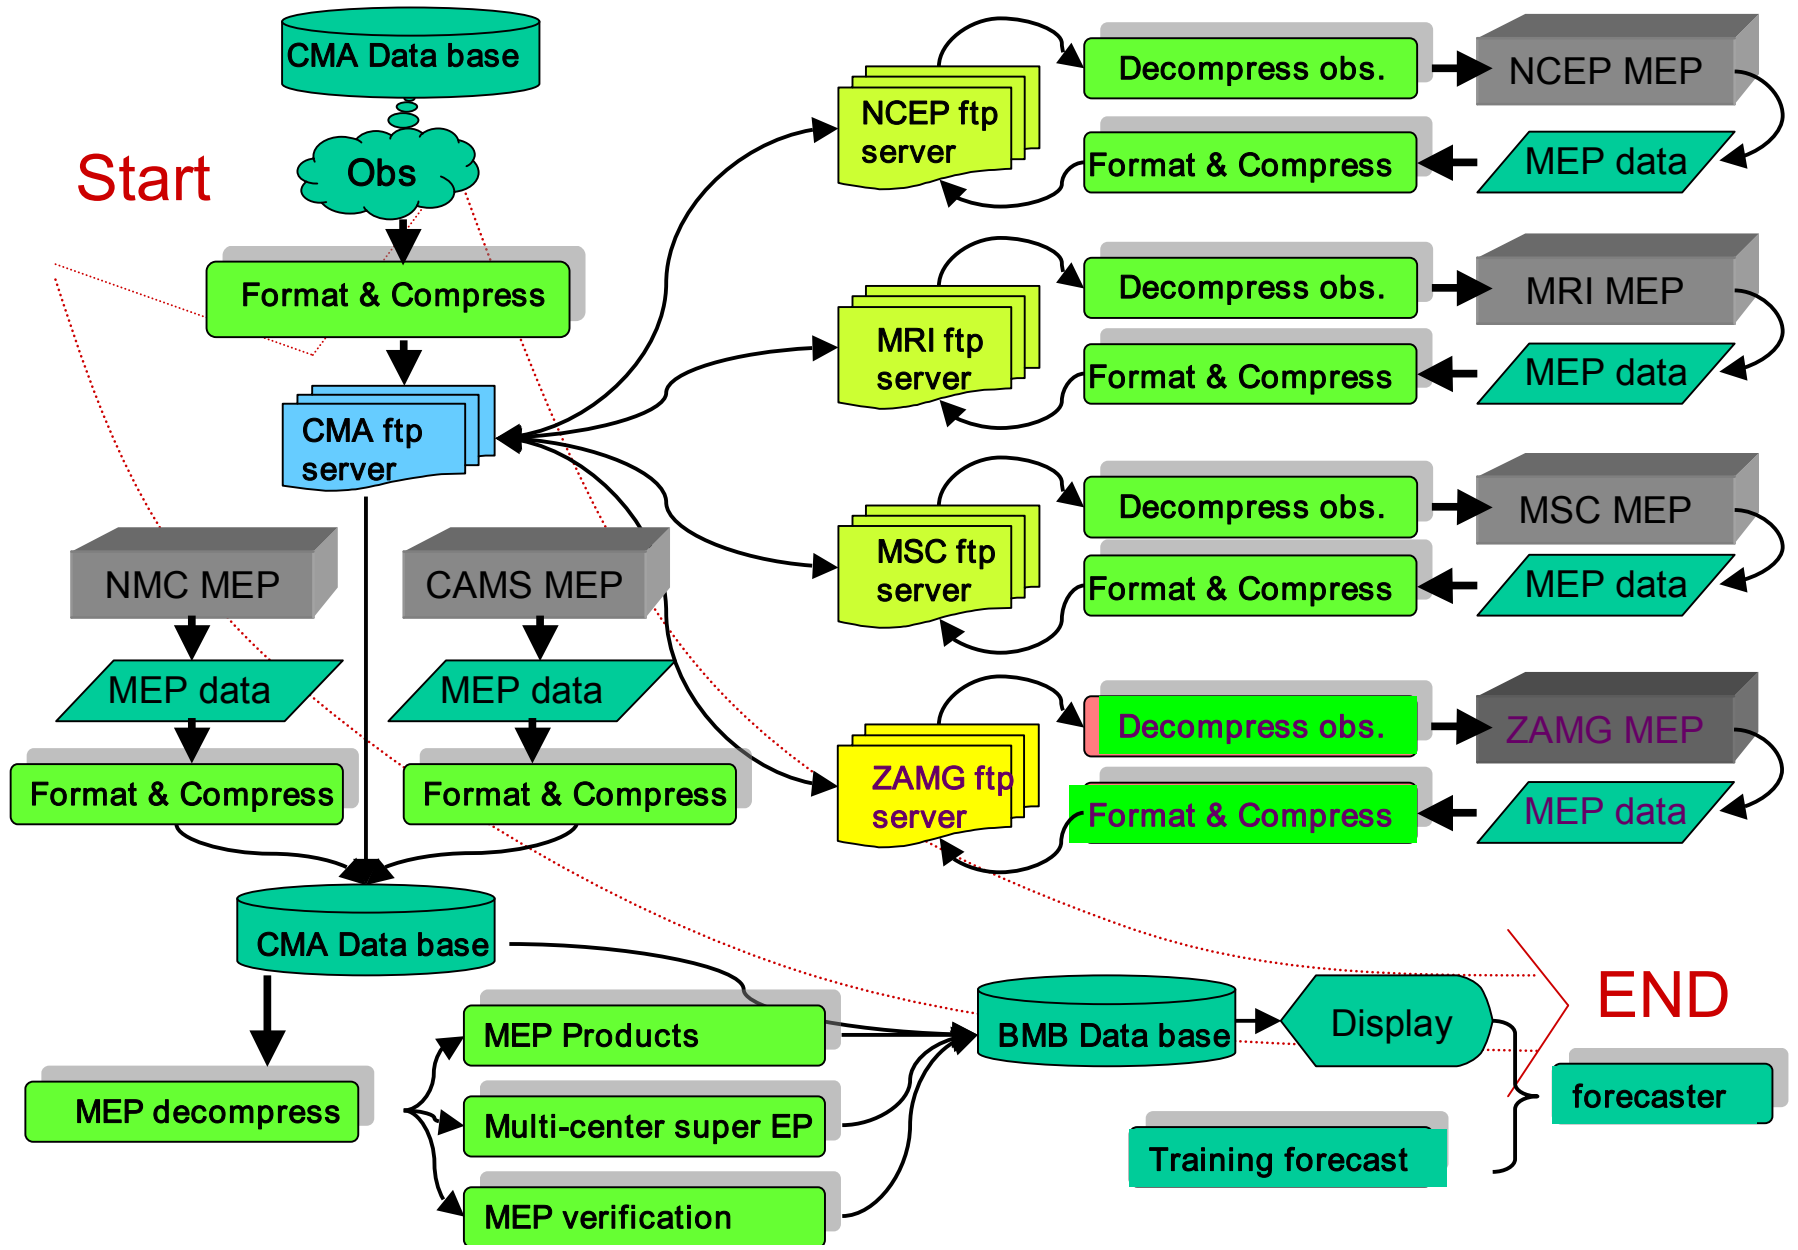 CMA Data base
Obs
Start
Format & Compress
CMA ftp
server
NMC MEP
CAMS MEP
MEP data
MEP data
Format & Compress
Format & Compress
CMA Data base
MEP decompress
MEP Products
Multi-center super EP
MEP verification
NCEP ftp
server
Decompress obs.
NCEP MEP
Format & Compress
MEP data
MRI ftp
server
Decompress obs.
MRI MEP
Format & Compress
MEP data
MSC ftp
server
Decompress obs.
MSC MEP
Format & Compress
MEP data
ZAMG ftp
server
Decompress obs.
ZAMG MEP
Format & Compress
MEP data
BMB Data base
Display
END
forecaster
Training forecast